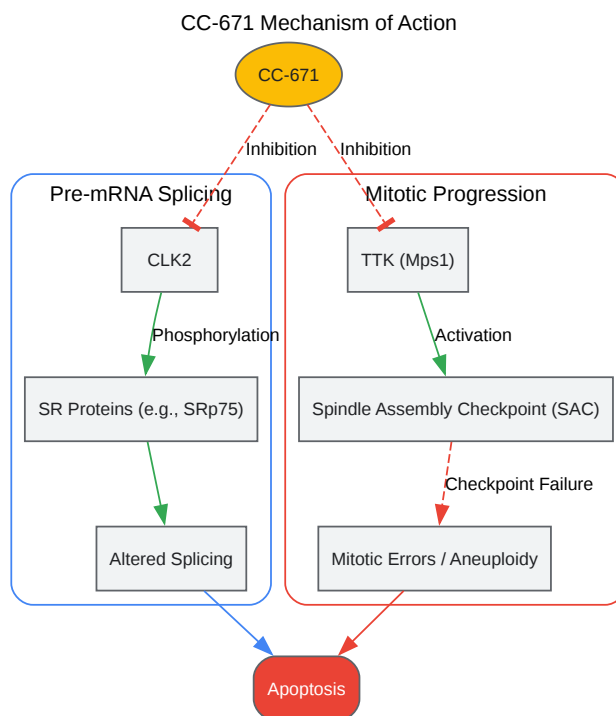 CC-671 Mechanism of Action
CC-671
Inhibition
Inhibition
Pre-mRNA Splicing
Mitotic Progression
CLK2
TTK (Mps1)
Phosphorylation
Activation
SR Proteins (e.g., SRp75)
Spindle Assembly Checkpoint (SAC)
Checkpoint Failure
Altered Splicing
Mitotic Errors / Aneuploidy
Apoptosis